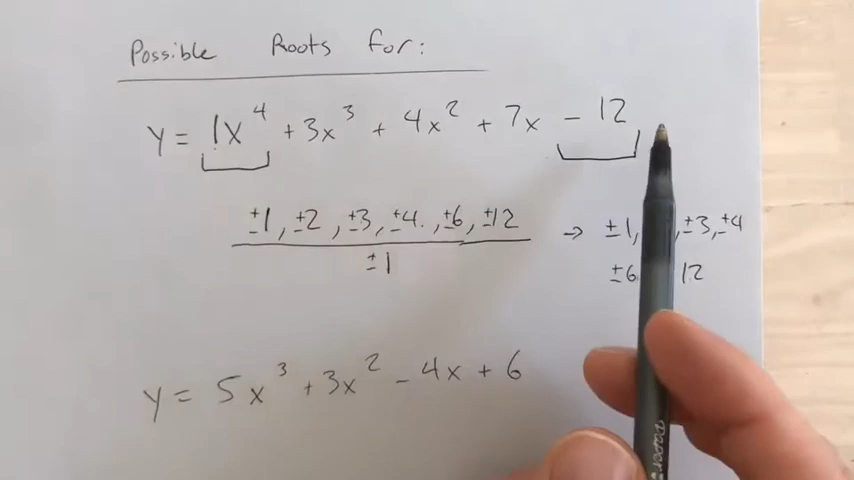 Possible Roots for:
y = 1x⁴ + 3x³ + 4x² + 7x - 12
±1, ±2, ±3, ±4, ±6, ±12 → ±1, ±3, ±4
±1 ±6 12
y = 5x³ + 3x² - 4x + 6
Paper